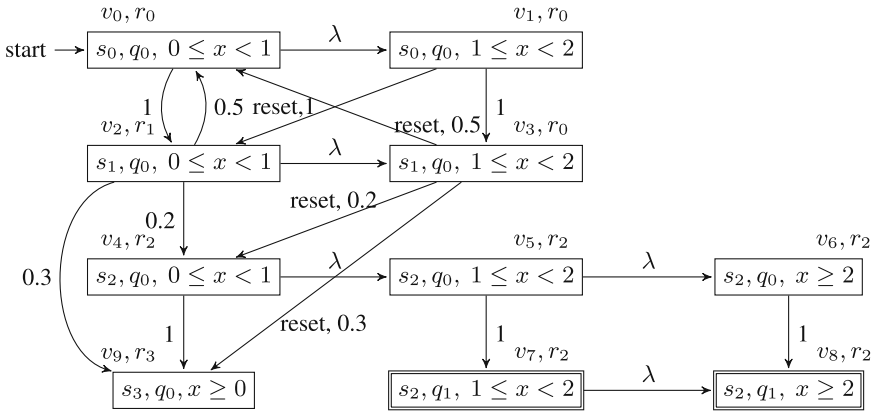 v₀, r₀ v₁, r₀
start s₀, q₀, 0 ≤ x < 1 λ s₀, q₀, 1 ≤ x < 2
1 0.5 reset,1 1
v₂, r₁ reset, 0.5 v₃, r₀
s₁, q₀, 0 ≤ x < 1 λ s₁, q₀, 1 ≤ x < 2
0.2 reset, 0.2
v₄, r₂ v₅, r₂ v₆, r₂
0.3 s₂, q₀, 0 ≤ x < 1 λ s₂, q₀, 1 ≤ x < 2 λ s₂, q₀, x ≥ 2
1 reset, 0.3 1 1
v₉, r₃ v₇, r₂ v₈, r₂
s₃, q₀, x ≥ 0 s₂, q₁, 1 ≤ x < 2 λ s₂, q₁, x ≥ 2